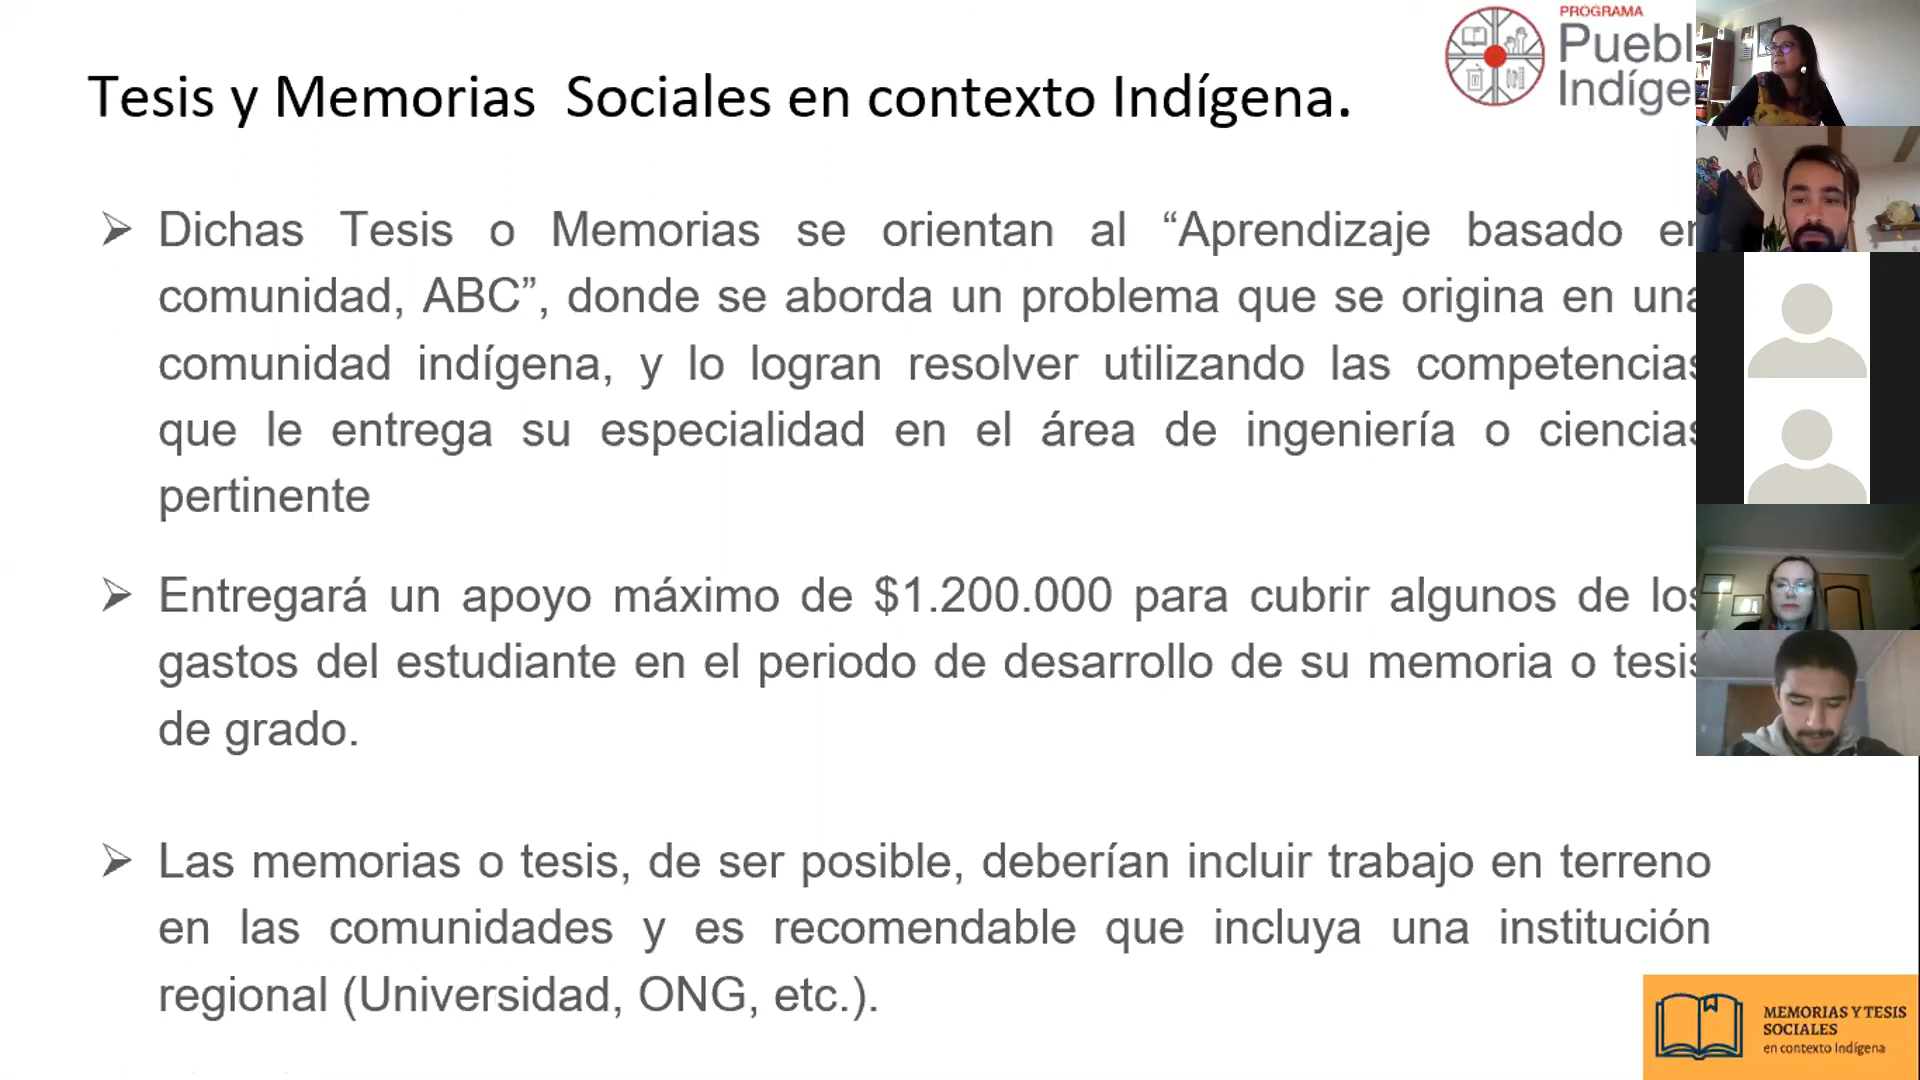 PROGRAMA
Puebl
Indíge
Tesis y Memorias Sociales en contexto Indígena.
Dichas Tesis o Memorias se orientan al “Aprendizaje basado en
comunidad, ABC”, donde se aborda un problema que se origina en una
comunidad indígena, y lo logran resolver utilizando las competencias
que le entrega su especialidad en el área de ingeniería o ciencias
pertinente
Entregará un apoyo máximo de $1.200.000 para cubrir algunos de los
gastos del estudiante en el periodo de desarrollo de su memoria o tesis
de grado.
Las memorias o tesis, de ser posible, deberían incluir trabajo en terreno
en las comunidades y es recomendable que incluya una institución
regional (Universidad, ONG, etc.).
MEMORIAS Y TESIS
SOCIALES
en contexto Indígena